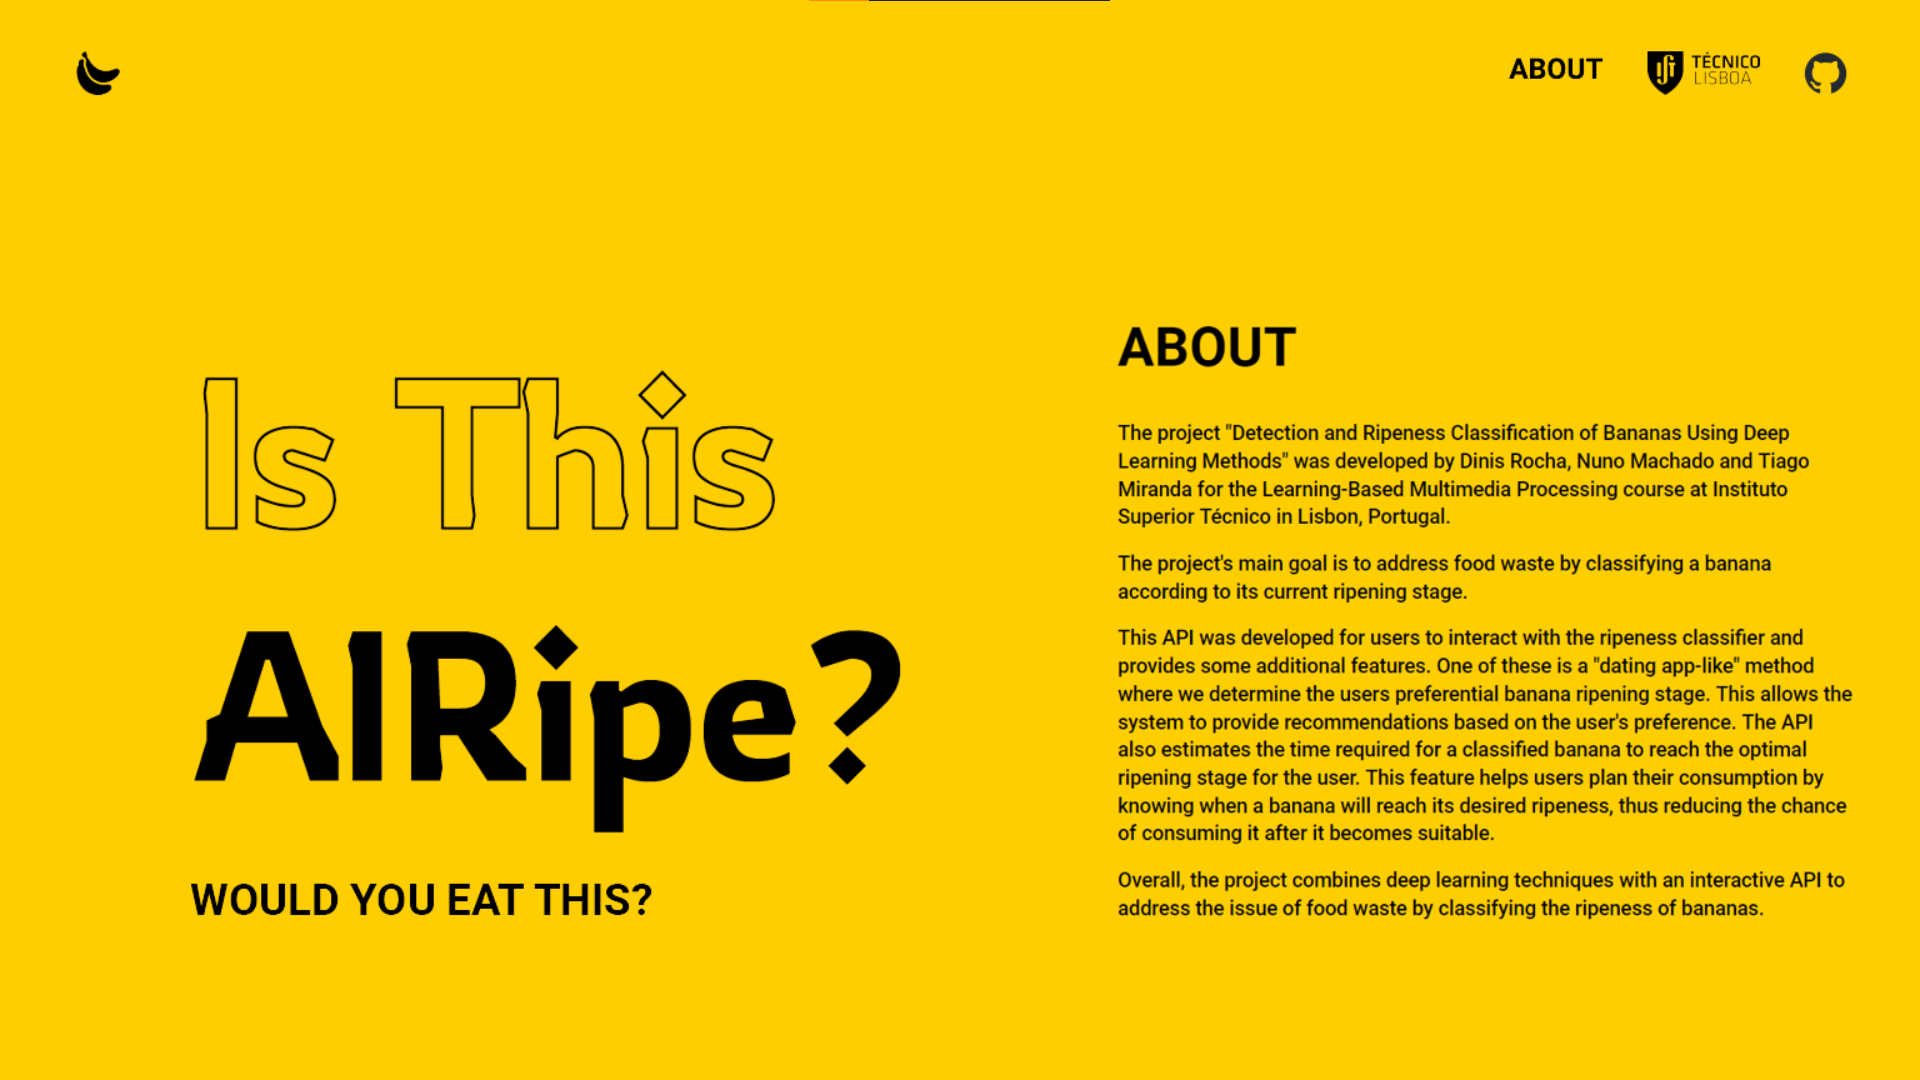 ABOUT
TÉCNICO
LISBOA
Is This
AIRipe?
WOULD YOU EAT THIS?
ABOUT
The project "Detection and Ripeness Classification of Bananas Using Deep
Learning Methods" was developed by Dinis Rocha, Nuno Machado and Tiago
Miranda for the Learning-Based Multimedia Processing course at Instituto
Superior Técnico in Lisbon, Portugal.
The project's main goal is to address food waste by classifying a banana
according to its current ripening stage.
This API was developed for users to interact with the ripeness classifier and
provides some additional features. One of these is a "dating app-like" method
where we determine the users preferential banana ripening stage. This allows the
system to provide recommendations based on the user's preference. The API
also estimates the time required for a classified banana to reach the optimal
ripening stage for the user. This feature helps users plan their consumption by
knowing when a banana will reach its desired ripeness, thus reducing the chance
of consuming it after it becomes suitable.
Overall, the project combines deep learning techniques with an interactive API to
address the issue of food waste by classifying the ripeness of bananas.